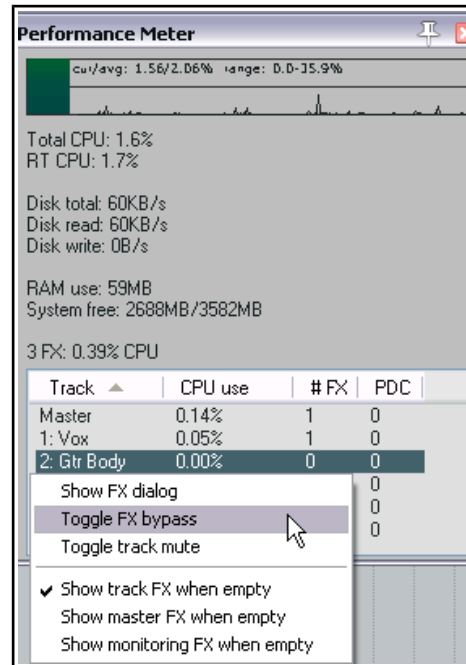 Performance Meter
cur/avg: 1.56/2.06% range: 0.0-35.9%
Total CPU: 1.6%
RT CPU: 1.7%
Disk total: 60KB/s
Disk read: 60KB/s
Disk write: 0B/s
RAM use: 59MB
System free: 2688MB/3582MB
3 FX: 0.39% CPU
Track CPU use # FX PDC
Master 0.14% 1 0
1: Vox 0.05% 1 0
2: Gtr Body 0.00% 0 0
Show FX dialog 0
Toggle FX bypass 0
Toggle track mute 0
Show track FX when empty
Show master FX when empty
Show monitoring FX when empty